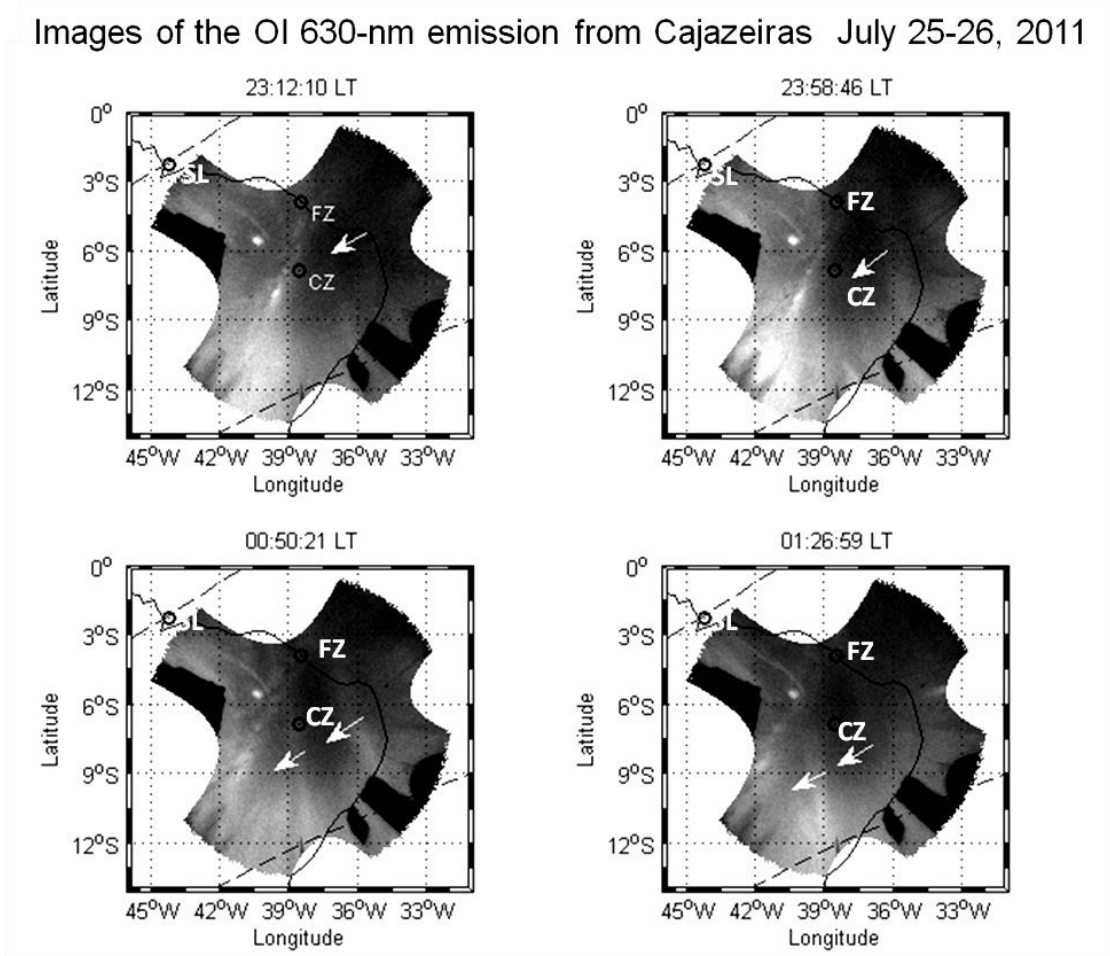 Images of the OI 630-nm emission from Cajazeiras July 25-26, 2011
23:12:10 LT
0°
3°S
6°S
9°S
12°S
Latitude
SL
FZ
CZ
45°W 42°W 39°W 36°W 33°W
Longitude
23:58:46 LT
0°
3°S
6°S
9°S
12°S
Latitude
SL
FZ
CZ
45°W 42°W 39°W 36°W 33°W
Longitude
00:50:21 LT
0°
3°S
6°S
9°S
12°S
Latitude
SL
FZ
CZ
45°W 42°W 39°W 36°W 33°W
Longitude
01:26:59 LT
0°
3°S
6°S
9°S
12°S
Latitude
SL
FZ
CZ
45°W 42°W 39°W 36°W 33°W
Longitude